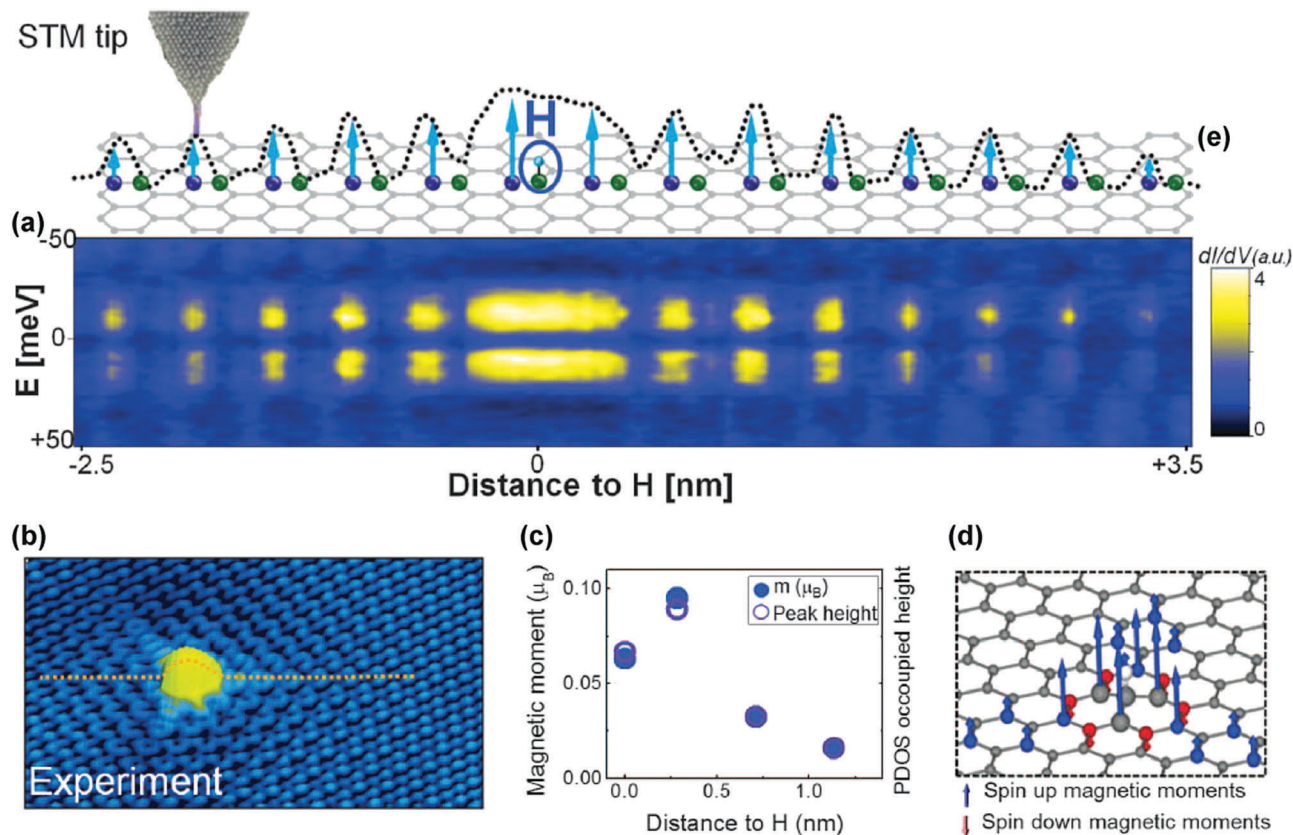 STM tip
H
(e)
(a)
-50
0
+50
E [meV]
dI/dV(a.u.)
4
0
-2.5
0
+3.5
Distance to H [nm]
(b)
Experiment
(c)
Magnetic moment (μB)
0.10
0.05
0.00
m (μB)
Peak height
PDOS occupied height
0.0
0.5
1.0
Distance to H (nm)
(d)
Spin up magnetic moments
Spin down magnetic moments